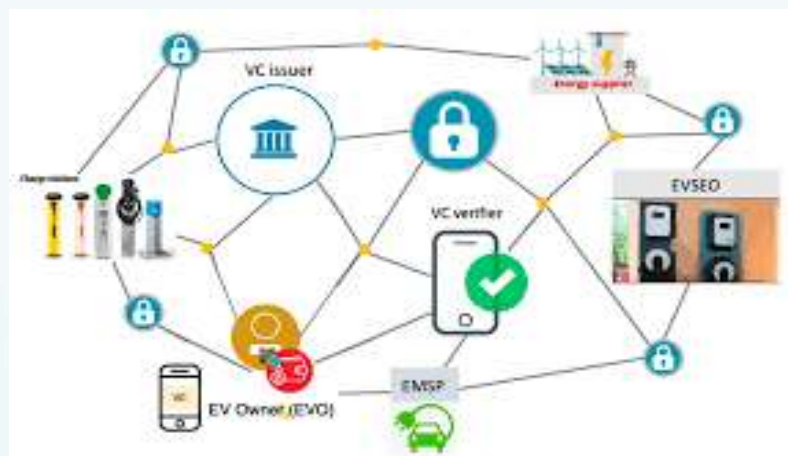 VC issuer
Energy supplier
EVSEO
VC verifier
VC
EV Owner (EVO)
EMSP